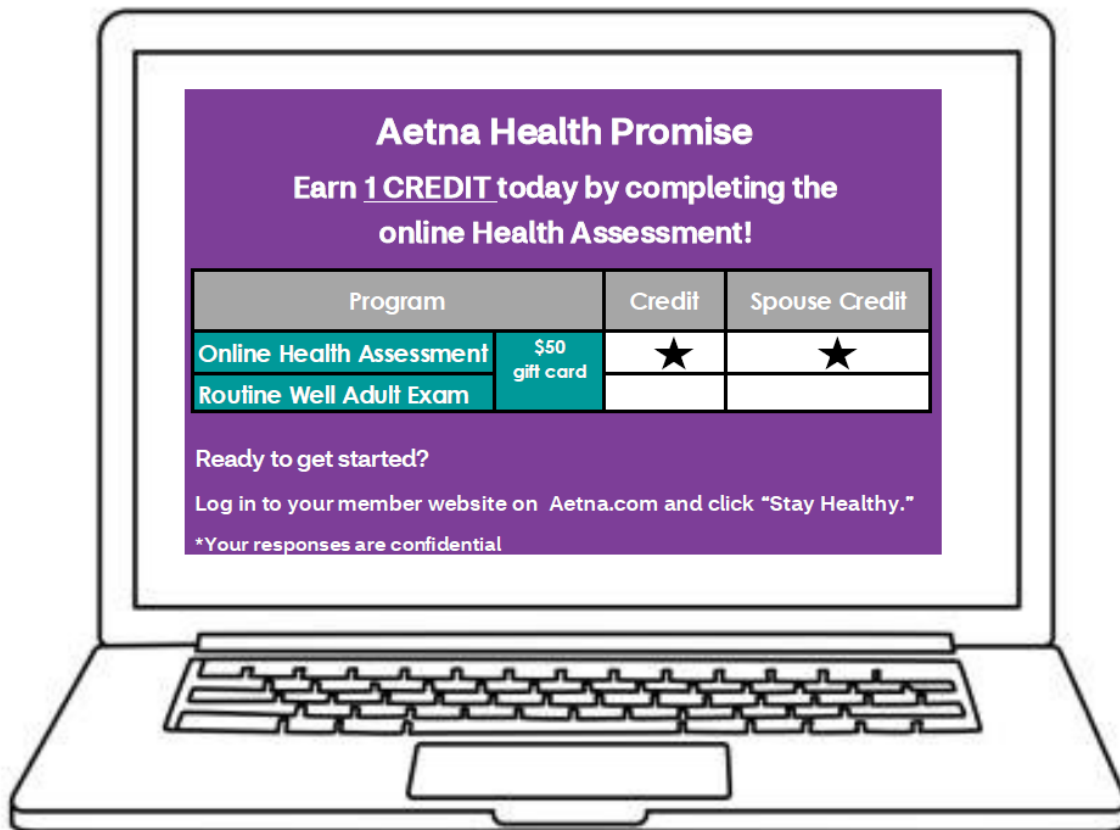 Aetna Health Promise
Earn 1 CREDIT today by completing the
online Health Assessment!
Program Credit Spouse Credit
Online Health Assessment $50 gift card ★ ★
Routine Well Adult Exam
Ready to get started?
Log in to your member website on Aetna.com and click “Stay Healthy.”
*Your responses are confidential